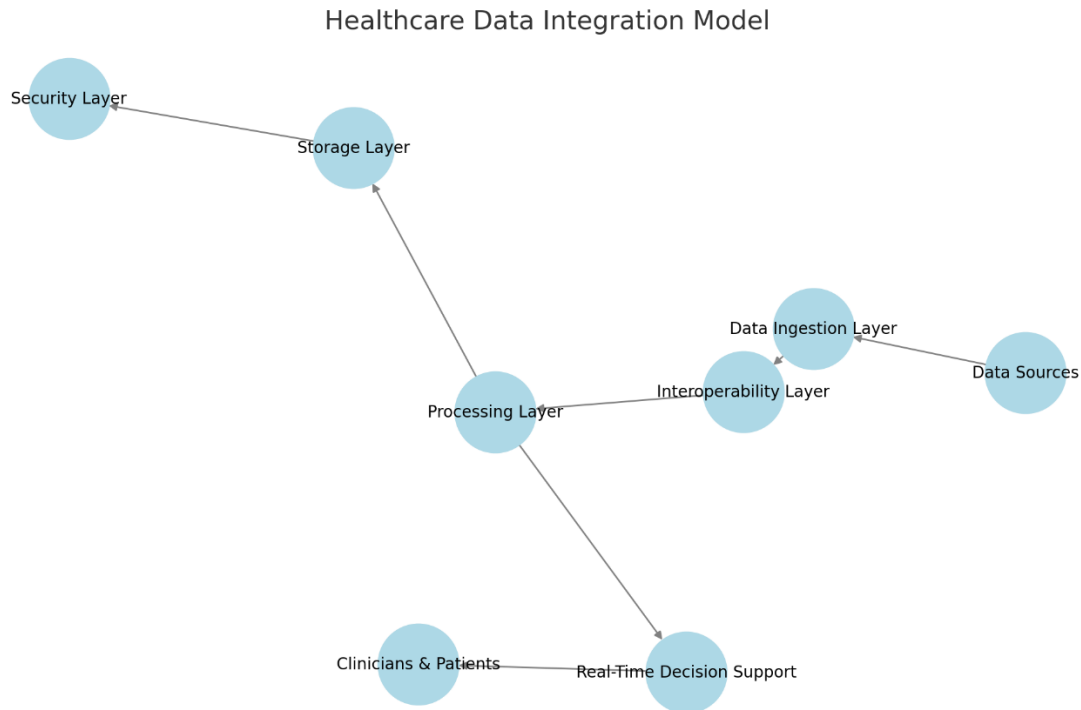 Healthcare Data Integration Model
Security Layer
Storage Layer
Data Ingestion Layer
Data Sources
Interoperability Layer
Processing Layer
Clinicians & Patients
Real-Time Decision Support